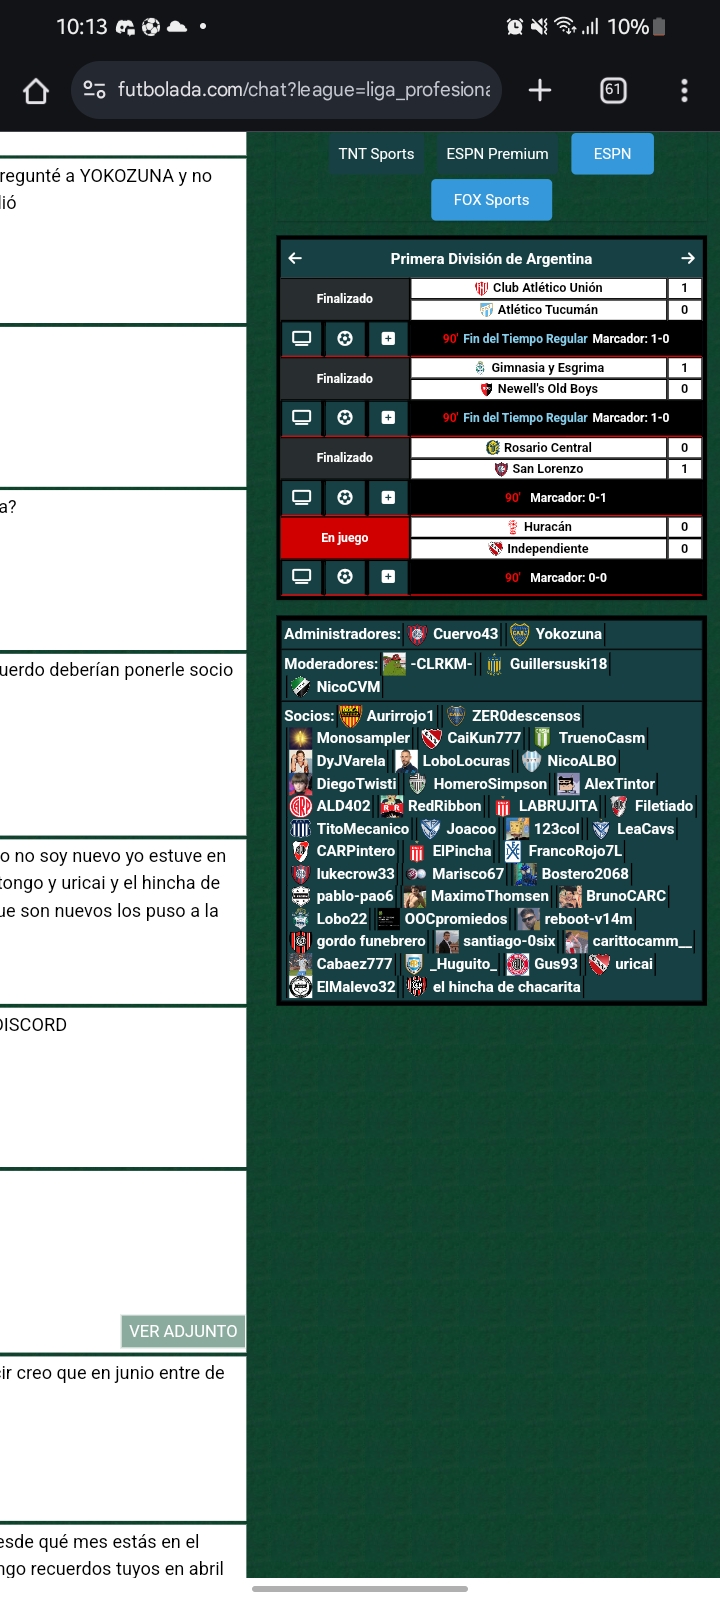 10:13
10%
futbolada.com/chat?league=liga_profesiona
61
regunté a YOKOZUNA y no
lió
a?
uerdo deberían ponerle socio
o no soy nuevo yo estuve en
tongo y uricai y el hincha de
ue son nuevos los puso a la
DISCORD
VER ADJUNTO
ir creo que en junio entre de
esde qué mes estás en el
ngo recuerdos tuyos en abril
TNT Sports ESPN Premium ESPN
FOX Sports
Primera División de Argentina
Finalizado
Club Atlético Unión 1
Atlético Tucumán 0
90' Fin del Tiempo Regular Marcador: 1-0
Finalizado
Gimnasia y Esgrima 1
Newell's Old Boys 0
90' Fin del Tiempo Regular Marcador: 1-0
Finalizado
Rosario Central 0
San Lorenzo 1
90' Marcador: 0-1
En juego
Huracán 0
Independiente 0
90' Marcador: 0-0
Administradores: Cuervo43 Yokozuna
Moderadores: -CLRKM- Guillersuski18
NicoCVM
Socios: Aurirrojo1 ZER0descensos
Monosampler CaiKun777 TruenoCasm
DyJVarela LoboLocuras NicoALBO
DiegoTwisti HomeroSimpson AlexTintor
ALD402 RedRibbon LABRUJITA Filetiado
TitoMecanico Joacoo 123col LeaCavs
CARPintero ElPincha FrancoRojo7L
lukecrow33 Marisco67 Bostero2068
pablo-pao6 MaximoThomsen BrunoCARC
Lobo22 OOCpromiedos reboot-v14m
gordo funebrero santiago-0six carittocamm__
Cabaez777 _Huguito_ Gus93 uricai
ElMalevo32 el hincha de chacarita